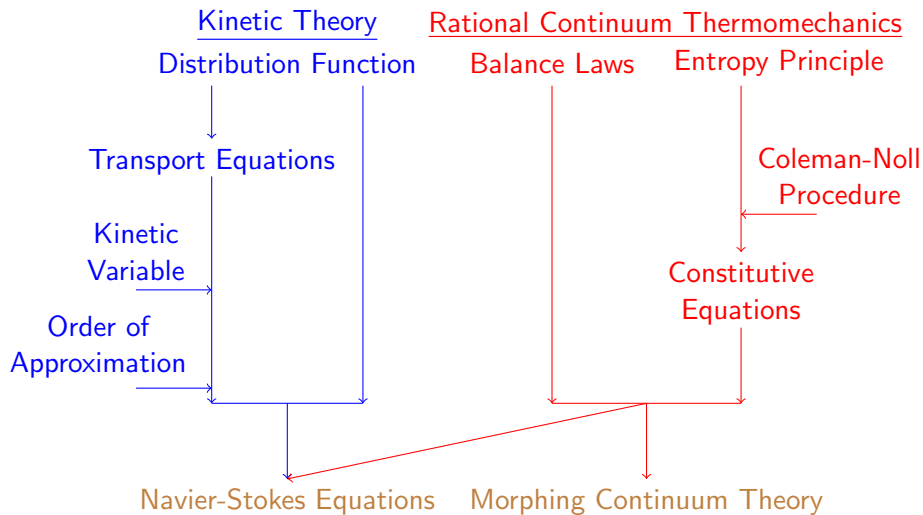 Kinetic Theory
Rational Continuum Thermomechanics
Distribution Function
Balance Laws
Entropy Principle
Transport Equations
Coleman-Noll
Procedure
Kinetic
Variable
Constitutive
Equations
Order of
Approximation
Navier-Stokes Equations
Morphing Continuum Theory